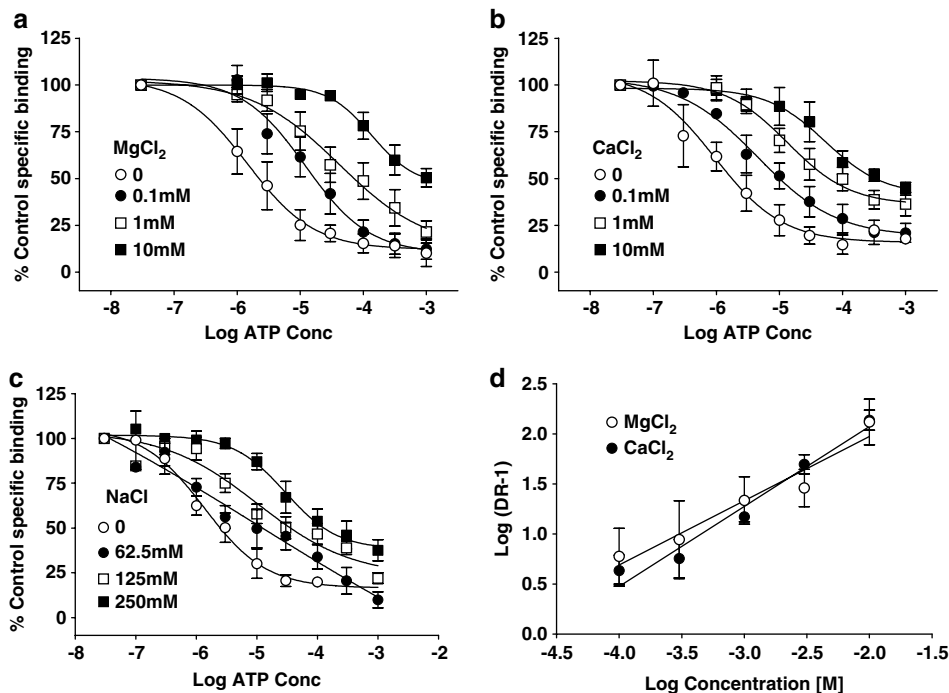 a
125
100
75
50
25
0
% Control specific binding
MgCl2
0
0.1mM
1mM
10mM
-8 -7 -6 -5 -4 -3
Log ATP Conc
b
125
100
75
50
25
0
% Control specific binding
CaCl2
0
0.1mM
1mM
10mM
-8 -7 -6 -5 -4 -3
Log ATP Conc
c
125
100
75
50
25
0
% Control specific binding
NaCl
0
62.5mM
125mM
250mM
-8 -7 -6 -5 -4 -3 -2
Log ATP Conc
d
2.5
2.0
1.5
1.0
0.5
0.0
Log (DR-1)
MgCl2
CaCl2
-4.5 -4.0 -3.5 -3.0 -2.5 -2.0 -1.5
Log Concentration [M]